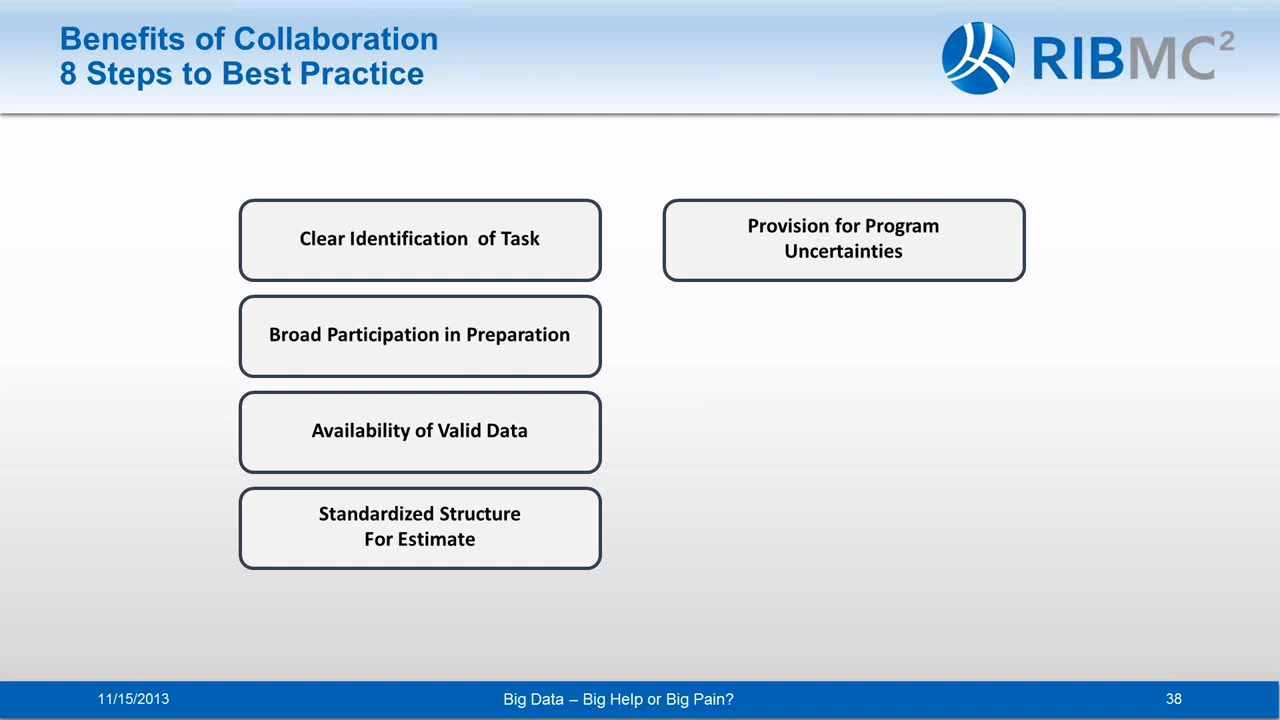 Benefits of Collaboration
8 Steps to Best Practice
RIBMC²
Clear Identification of Task
Broad Participation in Preparation
Availability of Valid Data
Standardized Structure
For Estimate
Provision for Program
Uncertainties
11/15/2013
Big Data – Big Help or Big Pain?
38